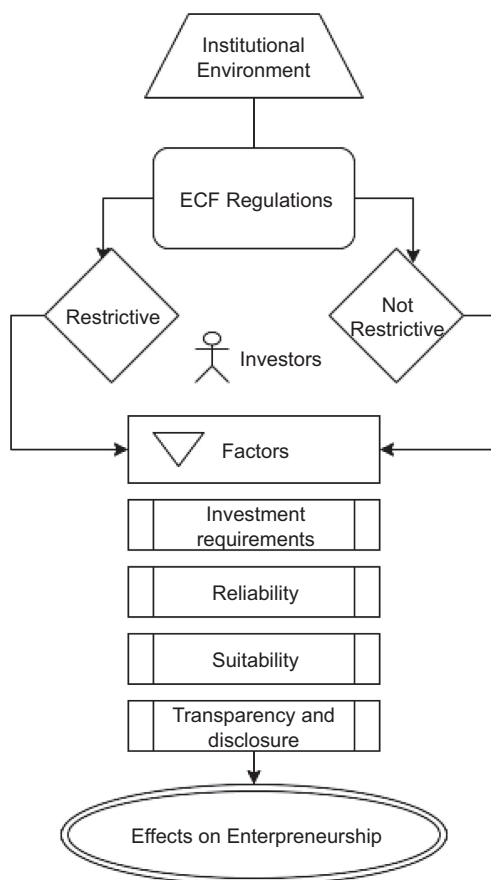 Institutional
Environment
ECF Regulations
Restrictive
Not
Restrictive
Investors
Factors
Investment
requirements
Reliability
Suitability
Transparency and
disclosure
Effects on Enterpreneurship